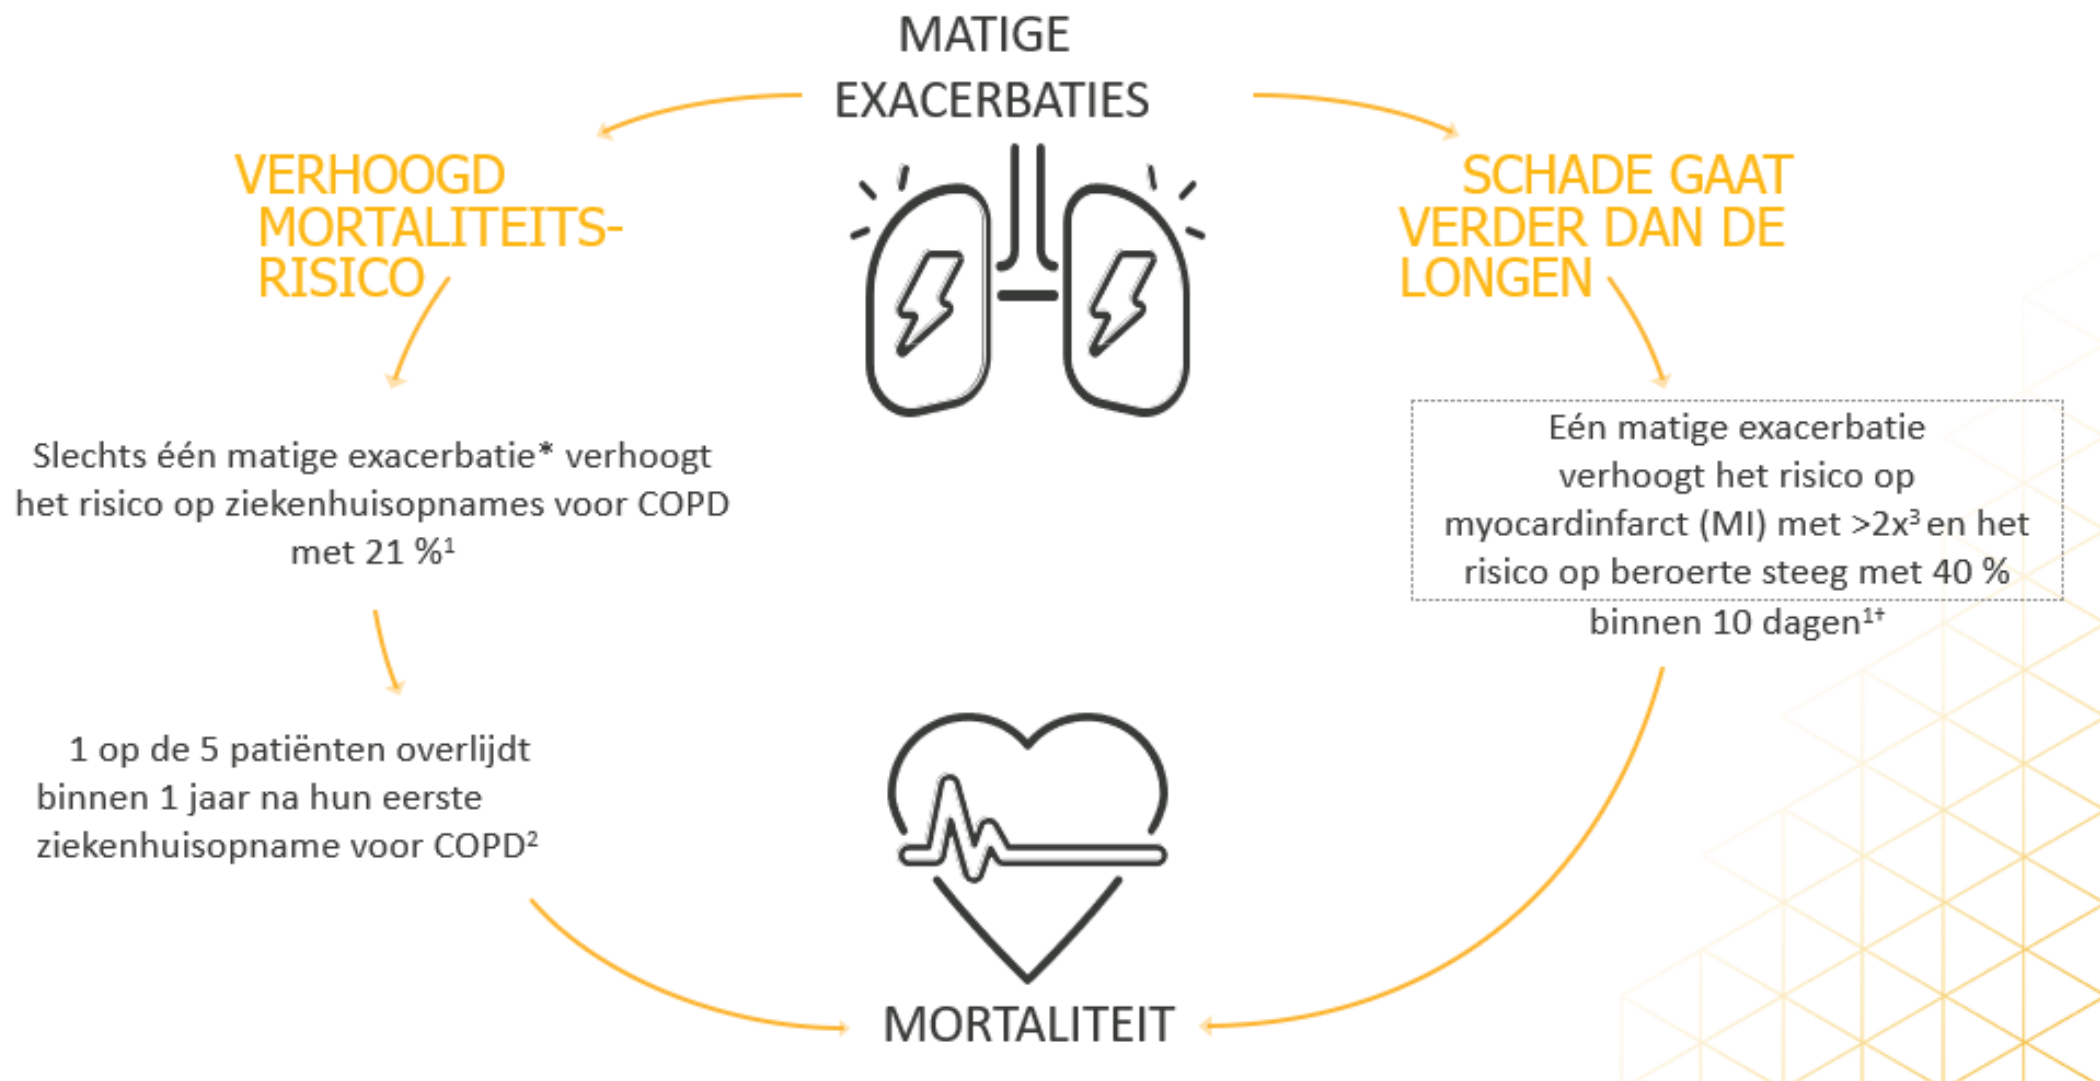 MATIGE
EXACERBATIES
VERHOOGD
MORTALITEITS-
RISICO
Slechts één matige exacerbatie* verhoogt
het risico op ziekenhuisopnames voor COPD
met 21 %¹
1 op de 5 patiënten overlijdt
binnen 1 jaar na hun eerste
ziekenhuisopname voor COPD²
SCHADE GAAT
VERDER DAN DE
LONGEN
Eén matige exacerbatie
verhoogt het risico op
myocardinfarct (MI) met >2x³ en het
risico op beroerte steeg met 40 %
binnen 10 dagen¹†
MORTALITEIT